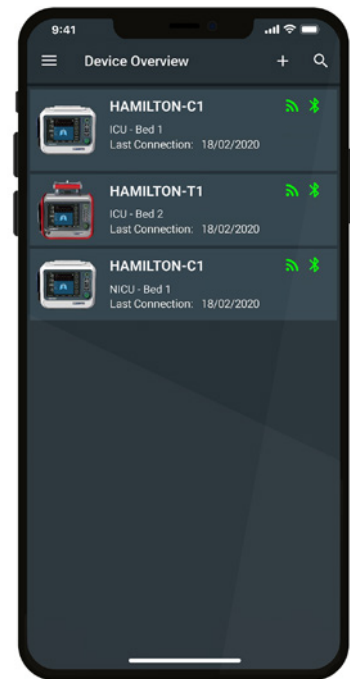 9:41
Device Overview
HAMILTON-C1
ICU - Bed 1
Last Connection: 18/02/2020
HAMILTON-T1
ICU - Bed 2
Last Connection: 18/02/2020
HAMILTON-C1
NICU - Bed 1
Last Connection: 18/02/2020